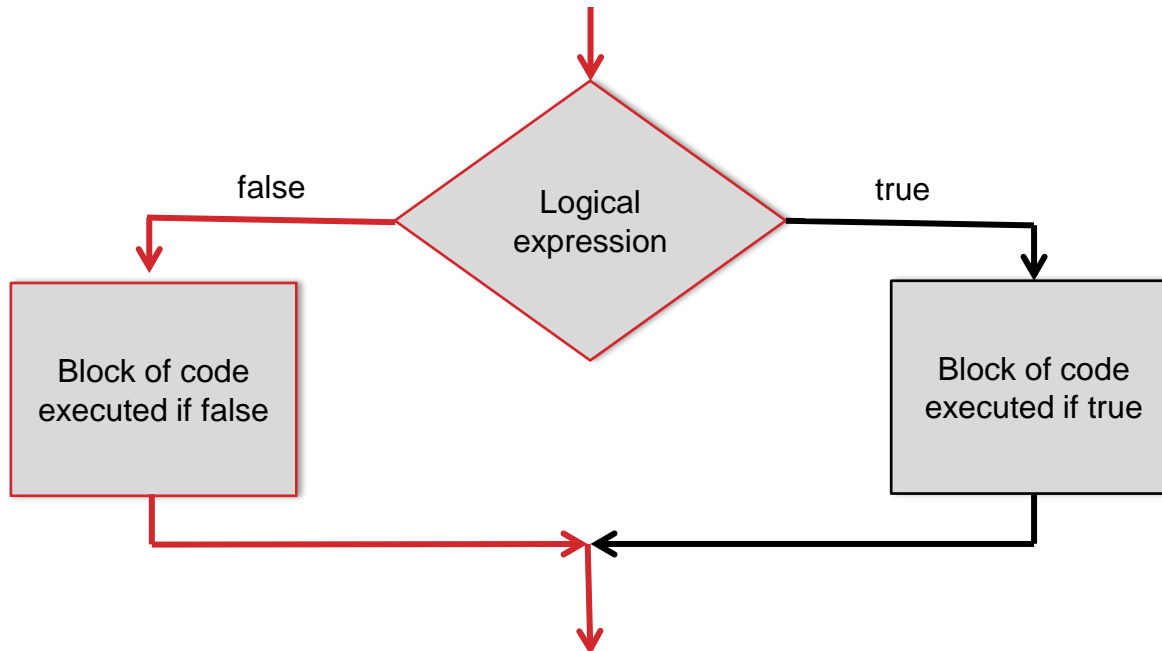 false
true
Logical
expression
Block of code
executed if false
Block of code
executed if true